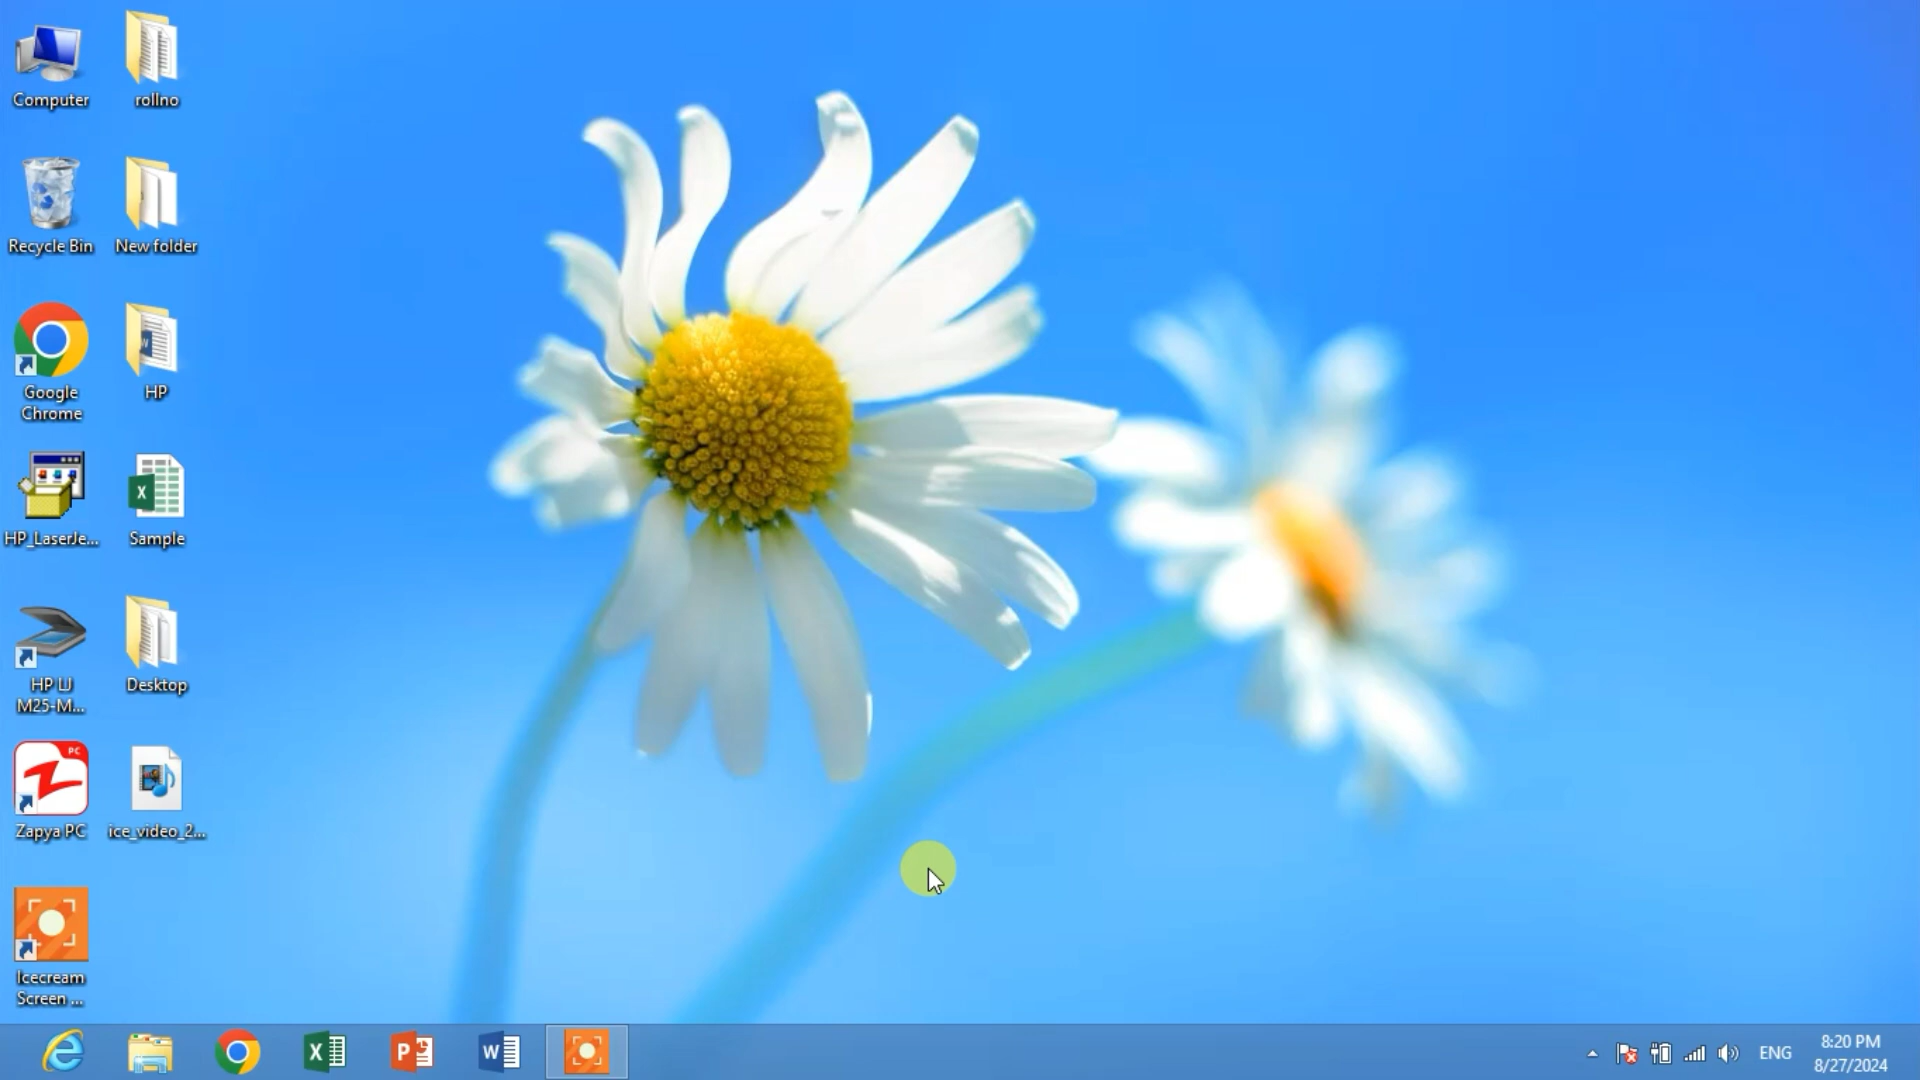 Computer
rollno
Recycle Bin
New folder
Google
Chrome
HP
HP_LaserJe...
Sample
HP LJ
M25-M...
Desktop
PC
Zapya PC
ice_video_2...
Icecream
Screen ...
ENG
8:20 PM
8/27/2024